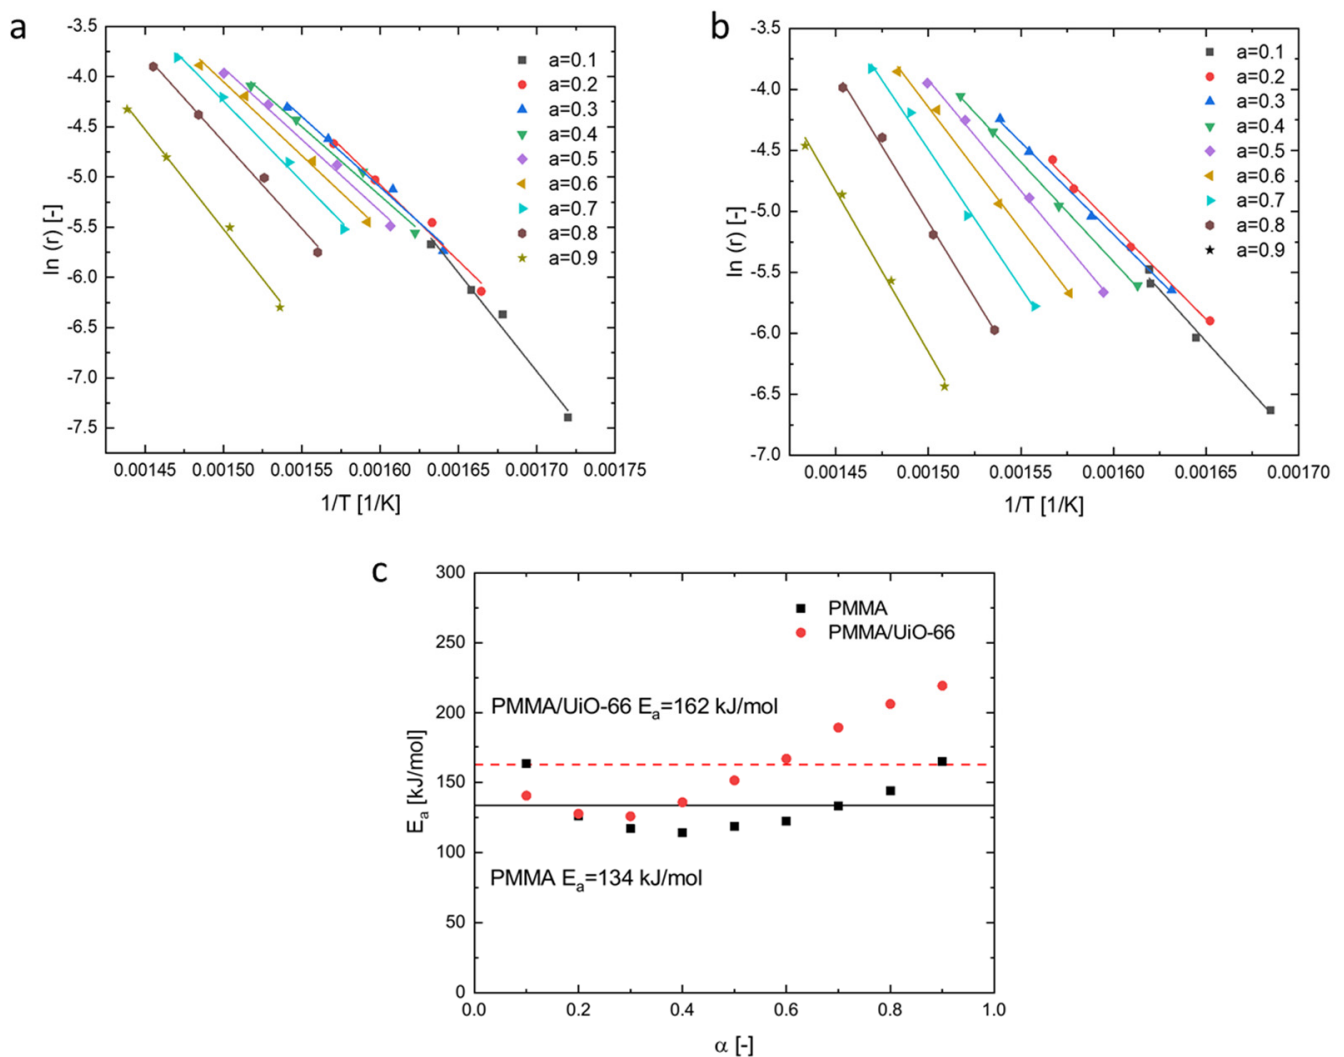 a
-3.5
-4.0
-4.5
-5.0
-5.5
-6.0
-6.5
-7.0
-7.5
ln (r) [-]
a=0.1
a=0.2
a=0.3
a=0.4
a=0.5
a=0.6
a=0.7
a=0.8
a=0.9
0.00145 0.00150 0.00155 0.00160 0.00165 0.00170 0.00175
1/T [1/K]
b
-3.5
-4.0
-4.5
-5.0
-5.5
-6.0
-6.5
-7.0
ln (r) [-]
a=0.1
a=0.2
a=0.3
a=0.4
a=0.5
a=0.6
a=0.7
a=0.8
a=0.9
0.00145 0.00150 0.00155 0.00160 0.00165 0.00170
1/T [1/K]
c
300
250
200
150
100
50
0
Eₐ [kJ/mol]
PMMA
PMMA/UiO-66
PMMA/UiO-66 Eₐ=162 kJ/mol
PMMA Eₐ=134 kJ/mol
0.0 0.2 0.4 0.6 0.8 1.0
α [-]